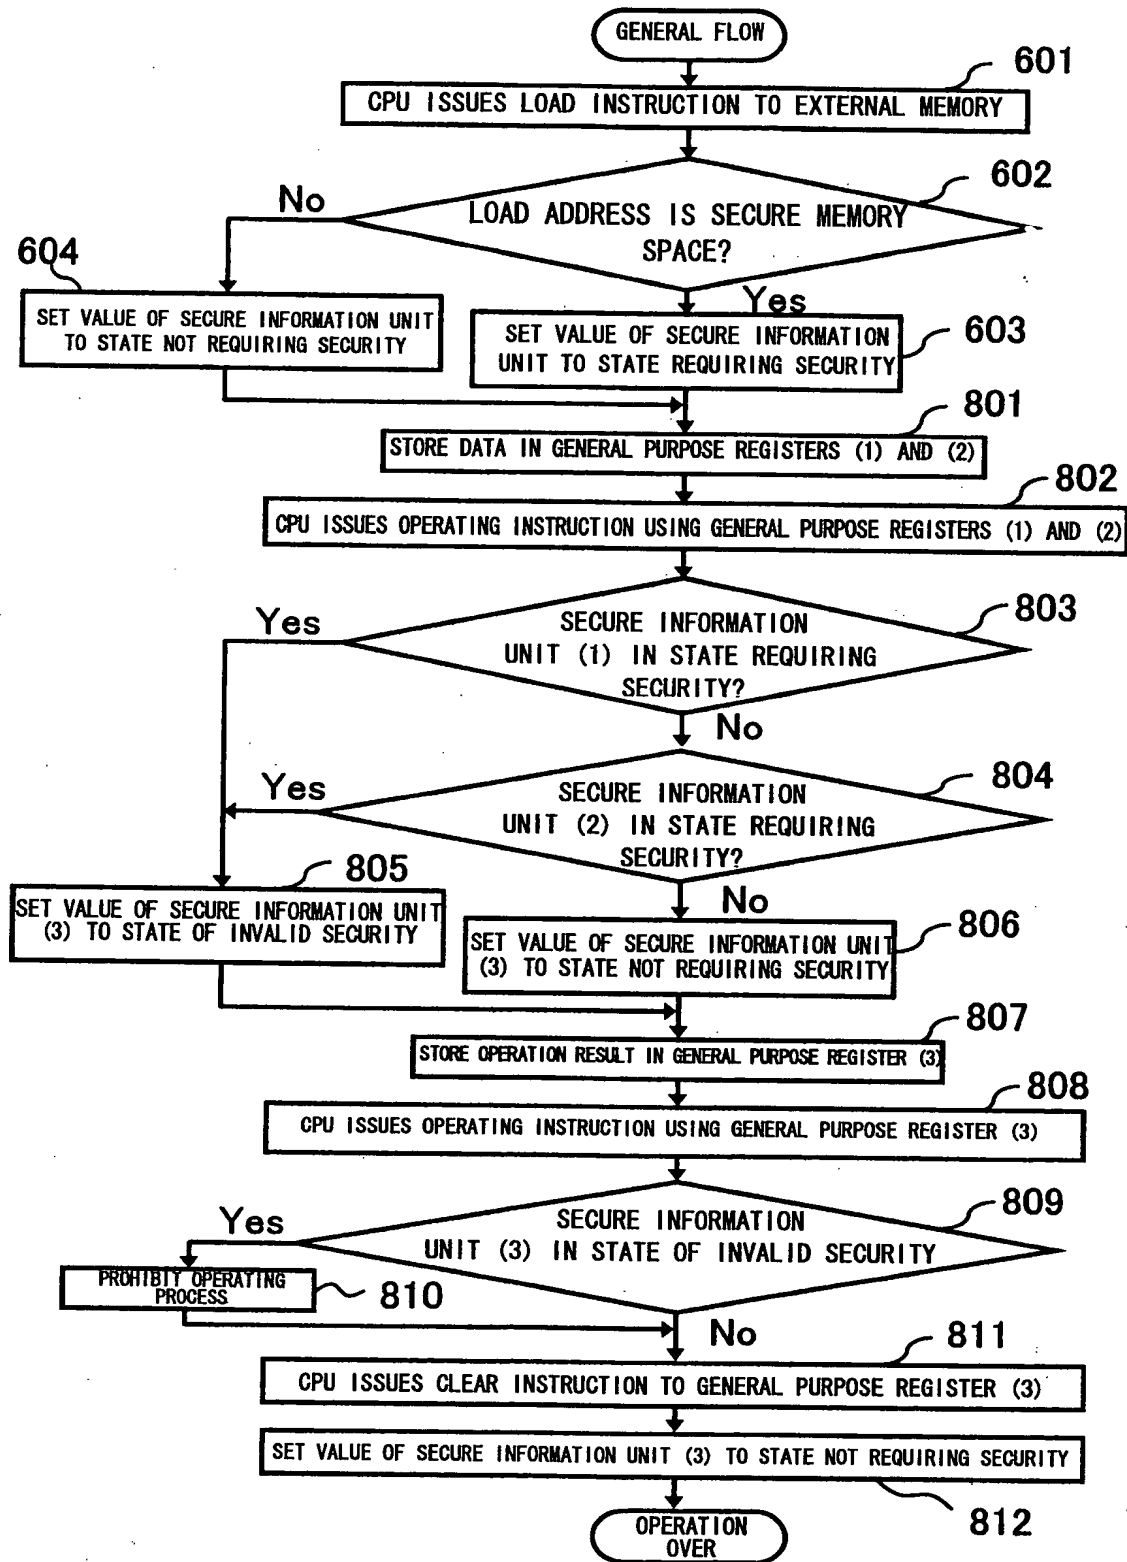 GENERAL FLOW
601
CPU ISSUES LOAD INSTRUCTION TO EXTERNAL MEMORY
602
No
LOAD ADDRESS IS SECURE MEMORY
SPACE?
604
Yes
SET VALUE OF SECURE INFORMATION UNIT
TO STATE NOT REQUIRING SECURITY
SET VALUE OF SECURE INFORMATION
UNIT TO STATE REQUIRING SECURITY
603
801
STORE DATA IN GENERAL PURPOSE REGISTERS (1) AND (2)
802
CPU ISSUES OPERATING INSTRUCTION USING GENERAL PURPOSE REGISTERS (1) AND (2)
803
Yes
SECURE INFORMATION
UNIT (1) IN STATE REQUIRING
SECURITY?
No
804
Yes
SECURE INFORMATION
UNIT (2) IN STATE REQUIRING
SECURITY?
805
No
SET VALUE OF SECURE INFORMATION UNIT
(3) TO STATE OF INVALID SECURITY
806
SET VALUE OF SECURE INFORMATION UNIT
(3) TO STATE NOT REQUIRING SECURITY
807
STORE OPERATION RESULT IN GENERAL PURPOSE REGISTER (3)
808
CPU ISSUES OPERATING INSTRUCTION USING GENERAL PURPOSE REGISTER (3)
809
Yes
SECURE INFORMATION
UNIT (3) IN STATE OF INVALID SECURITY
PROHIBIT OPERATING
PROCESS
810
No
811
CPU ISSUES CLEAR INSTRUCTION TO GENERAL PURPOSE REGISTER (3)
SET VALUE OF SECURE INFORMATION UNIT (3) TO STATE NOT REQUIRING SECURITY
812
OPERATION
OVER